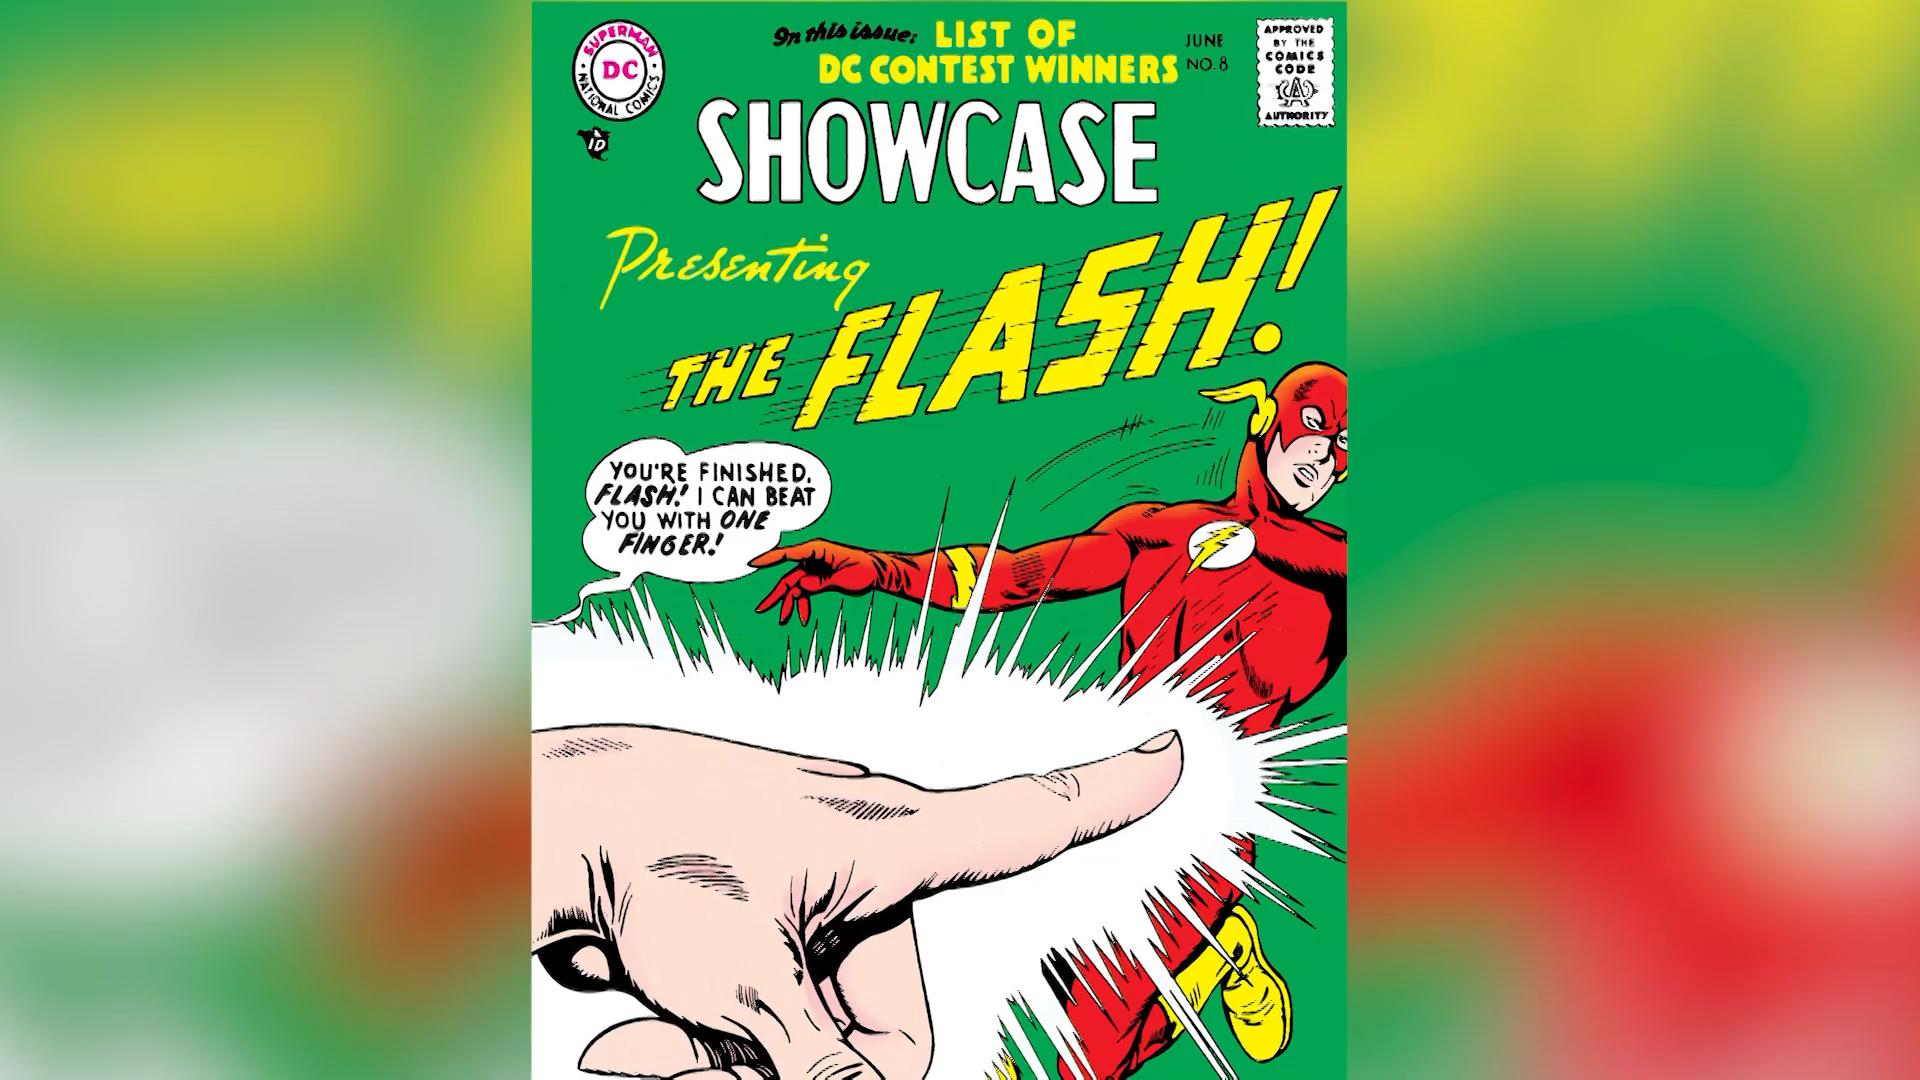 SUPERMAN
DC
NATIONAL COMICS
In this issue: LIST OF
DC CONTEST WINNERS
JUNE
NO. 8
APPROVED
BY THE
COMICS
CODE
CA
AUTHORITY
SHOWCASE
Presenting
THE FLASH!
YOU'RE FINISHED,
FLASH! I CAN BEAT
YOU WITH ONE
FINGER!